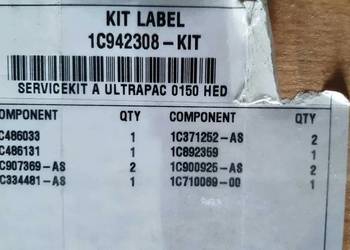 KIT LABEL
1C942308-KIT
SERVICEKIT A ULTRAPAC 0150 HED
COMPONENT QTY COMPONENT QTY
C486033 1 1C371252-AS 2
C486131 1 1C892359 1
C907369-AS 2 1C900925-AS 2
C334481-AS 1 1C710069-00 1